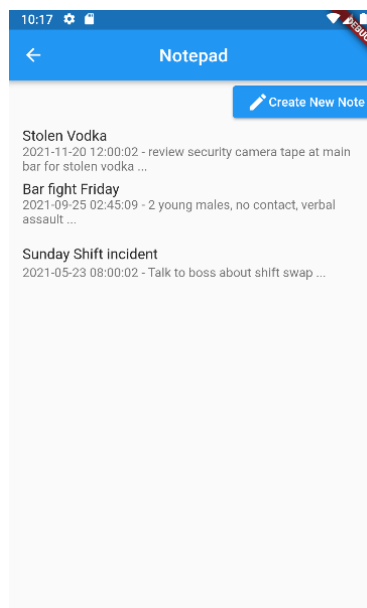 10:17
DEBUG
Notepad
Create New Note
Stolen Vodka
2021-11-20 12:00:02 - review security camera tape at main
bar for stolen vodka ...
Bar fight Friday
2021-09-25 02:45:09 - 2 young males, no contact, verbal
assault ...
Sunday Shift incident
2021-05-23 08:00:02 - Talk to boss about shift swap ...